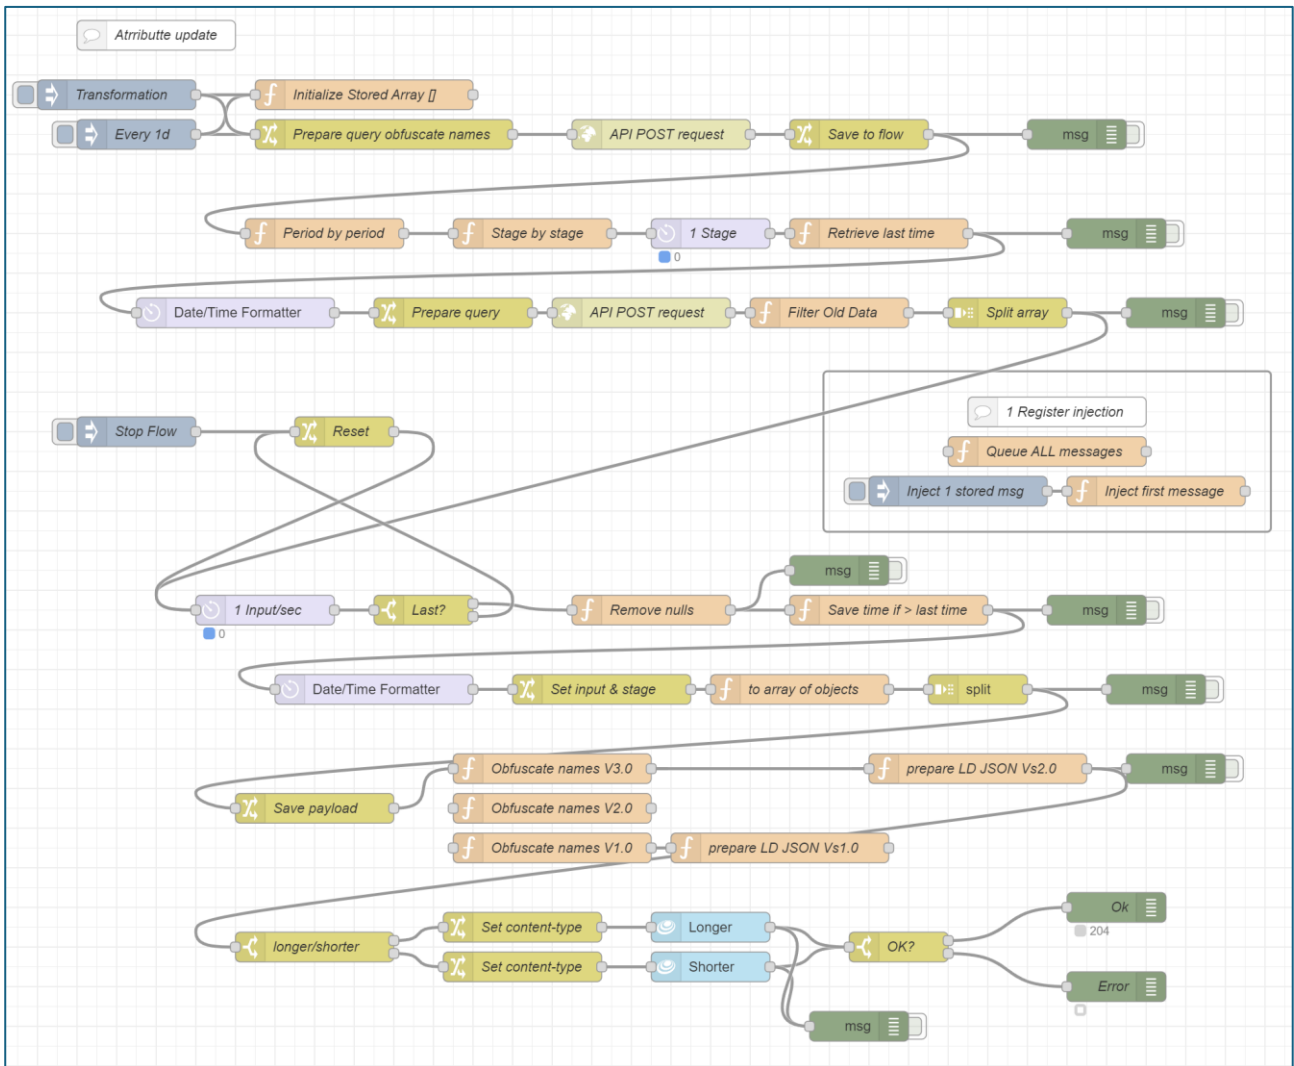 Atrributte update
Transformation
Initialize Stored Array []
Every 1d
Prepare query obfuscate names
API POST request
Save to flow
msg
Period by period
Stage by stage
1 Stage
Retrieve last time
msg
0
Date/Time Formatter
Prepare query
API POST request
Filter Old Data
Split array
msg
1 Register injection
Stop Flow
Reset
Queue ALL messages
Inject 1 stored msg
Inject first message
msg
1 Input/sec
Last?
Remove nulls
Save time if > last time
msg
0
Date/Time Formatter
Set input & stage
to array of objects
split
msg
Obfuscate names V3.0
prepare LD JSON Vs2.0
msg
Save payload
Obfuscate names V2.0
Obfuscate names V1.0
prepare LD JSON Vs1.0
Ok
204
Set content-type
Longer
longer/shorter
OK?
Set content-type
Shorter
Error
msg